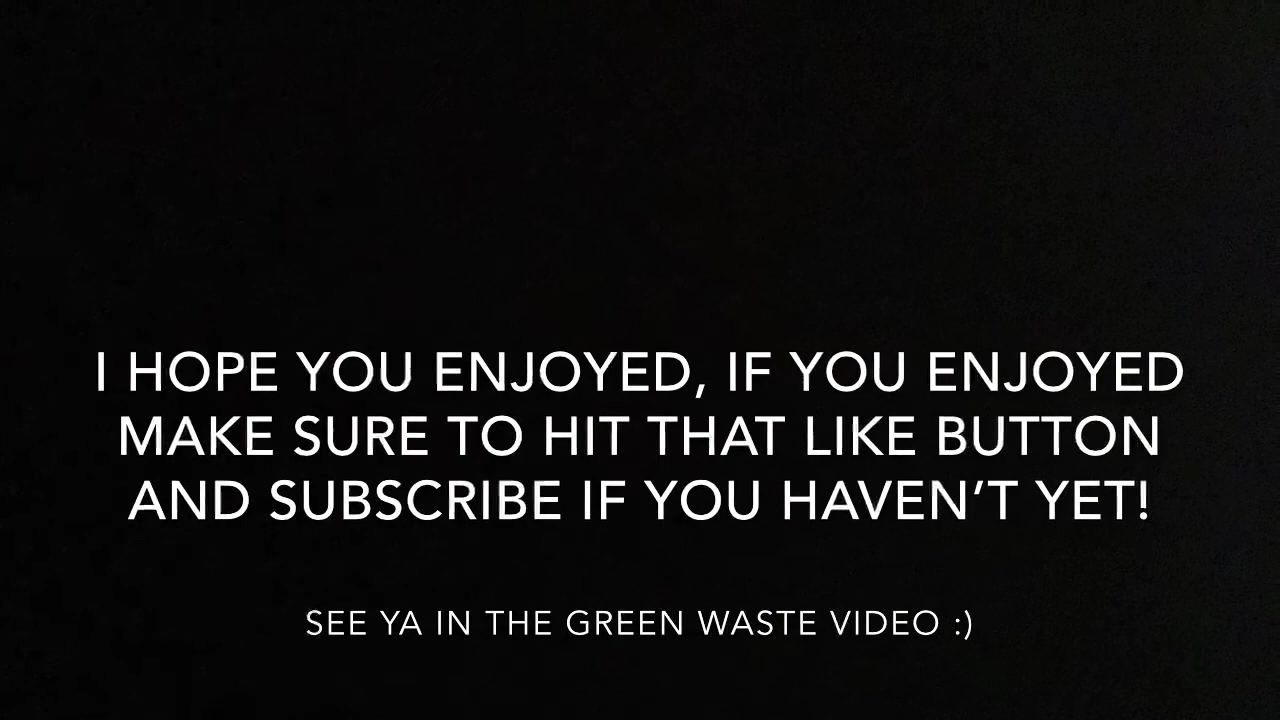 I HOPE YOU ENJOYED, IF YOU ENJOYED
MAKE SURE TO HIT THAT LIKE BUTTON
AND SUBSCRIBE IF YOU HAVEN’T YET!
SEE YA IN THE GREEN WASTE VIDEO :)